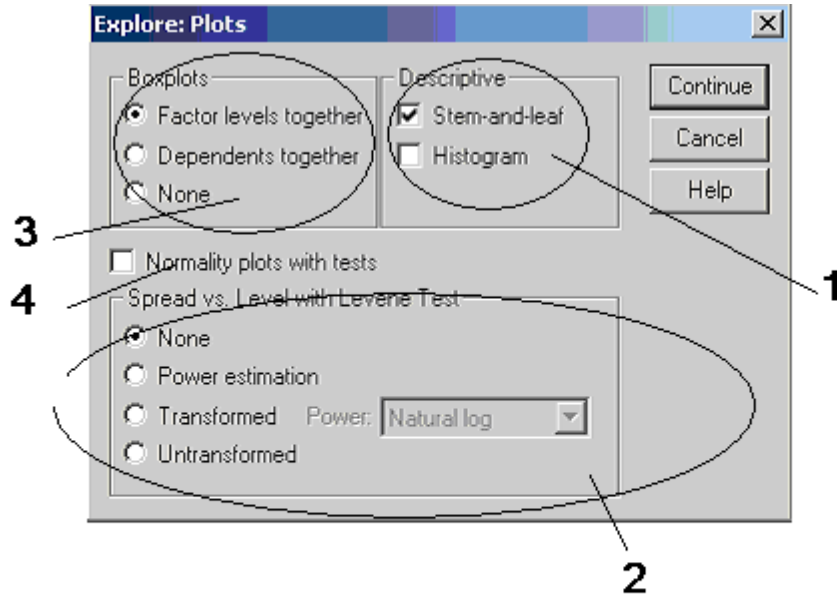 Explore: Plots
Boxplots
Factor levels together
Dependents together
None
Descriptive
Stem-and-leaf
Histogram
Continue
Cancel
Help
3
1
Normality plots with tests
4
Spread vs. Level with Levene Test
None
Power estimation
Transformed Power: Natural log
Untransformed
2